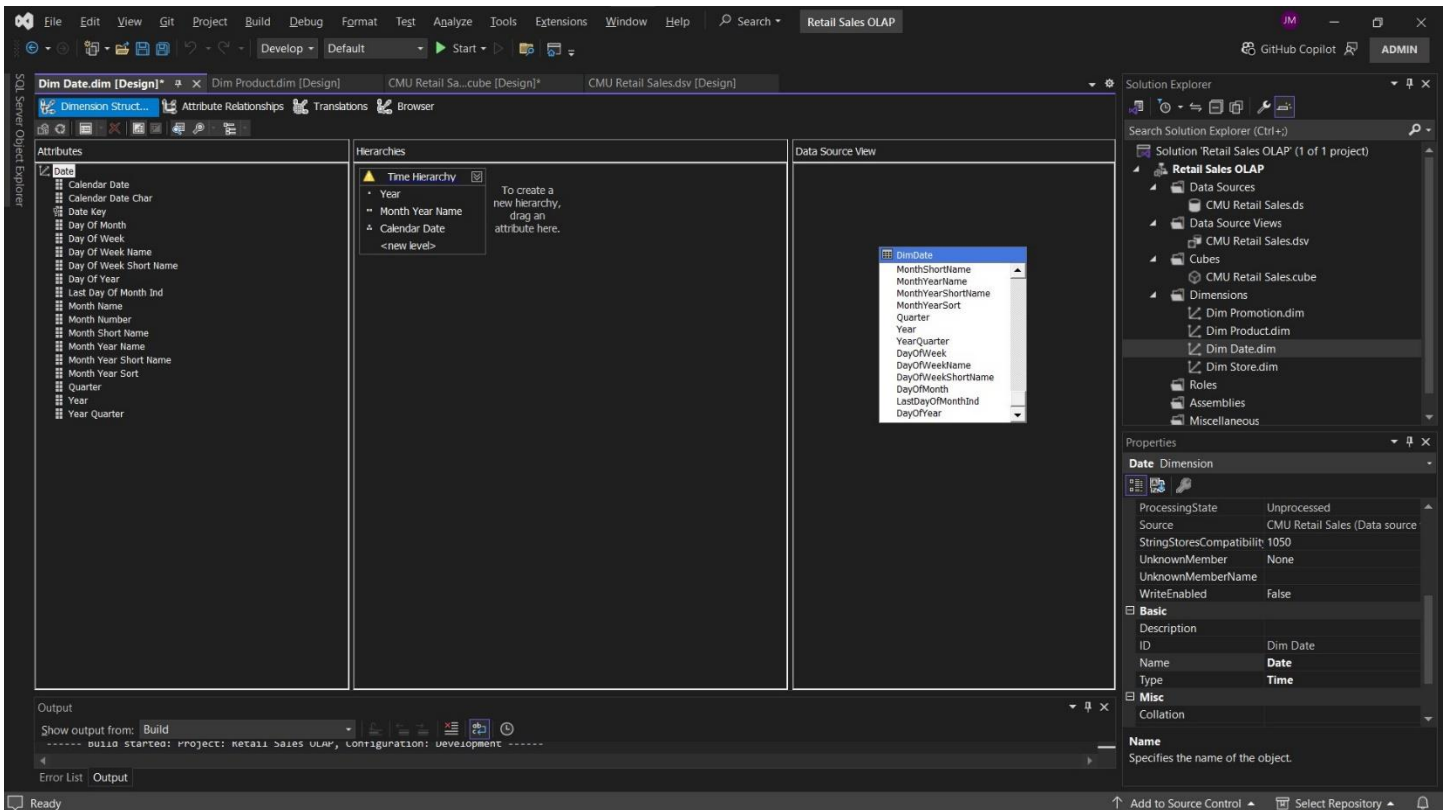 File Edit View Git Project Build Debug Format Test Analyze Tools Extensions Window Help Search Retail Sales OLAP JM
Develop Default Start GitHub Copilot ADMIN
SQL Server Object Explorer
Dim Date.dim [Design]* Dim Product.dim [Design] CMU Retail Sa...cube [Design]* CMU Retail Sales.dsv [Design]
Dimension Struct... Attribute Relationships Translations Browser
Attributes
Date
Calendar Date
Calendar Date Char
Date Key
Day Of Month
Day Of Week
Day Of Week Name
Day Of Week Short Name
Day Of Year
Last Day Of Month Ind
Month Name
Month Number
Month Short Name
Month Year Name
Month Year Short Name
Month Year Sort
Quarter
Year
Year Quarter
Hierarchies
Time Hierarchy
Year
Month Year Name
Calendar Date
<new level>
To create a
new hierarchy,
drag an
attribute here.
Data Source View
DimDate
MonthShortName
MonthYearName
MonthYearShortName
MonthYearSort
Quarter
Year
YearQuarter
DayOfWeek
DayOfWeekName
DayOfWeekShortName
DayOfMonth
LastDayOfMonthInd
DayOfYear
Solution Explorer
Search Solution Explorer (Ctrl+;)
Solution 'Retail Sales OLAP' (1 of 1 project)
Retail Sales OLAP
Data Sources
CMU Retail Sales.ds
Data Source Views
CMU Retail Sales.dsv
Cubes
CMU Retail Sales.cube
Dimensions
Dim Promotion.dim
Dim Product.dim
Dim Date.dim
Dim Store.dim
Roles
Assemblies
Miscellaneous
Properties
Date Dimension
ProcessingState Unprocessed
Source CMU Retail Sales (Data source
StringStoresCompatibilit 1050
UnknownMember None
UnknownMemberName
WriteEnabled False
Basic
Description
ID Dim Date
Name Date
Type Time
Misc
Collation
Name
Specifies the name of the object.
Output
Show output from: Build
------ Build started: Project: Retail Sales OLAP, Configuration: Development ------
Error List Output
Ready Add to Source Control Select Repository